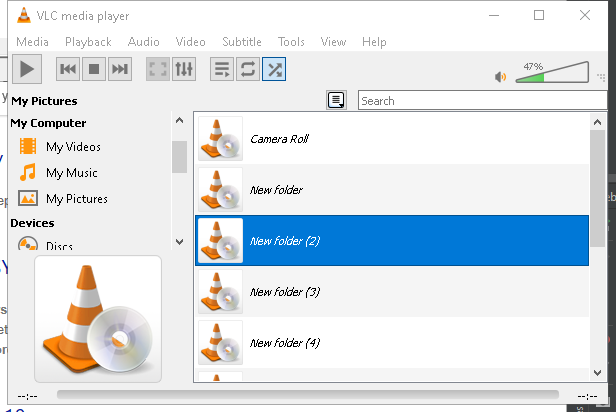 VLC media player
Media Playback Audio Video Subtitle Tools View Help
47%
My Pictures
Search
My Computer
My Videos
My Music
My Pictures
Devices
Discs
Camera Roll
New folder
New folder (2)
New folder (3)
New folder (4)
--:--
--:--